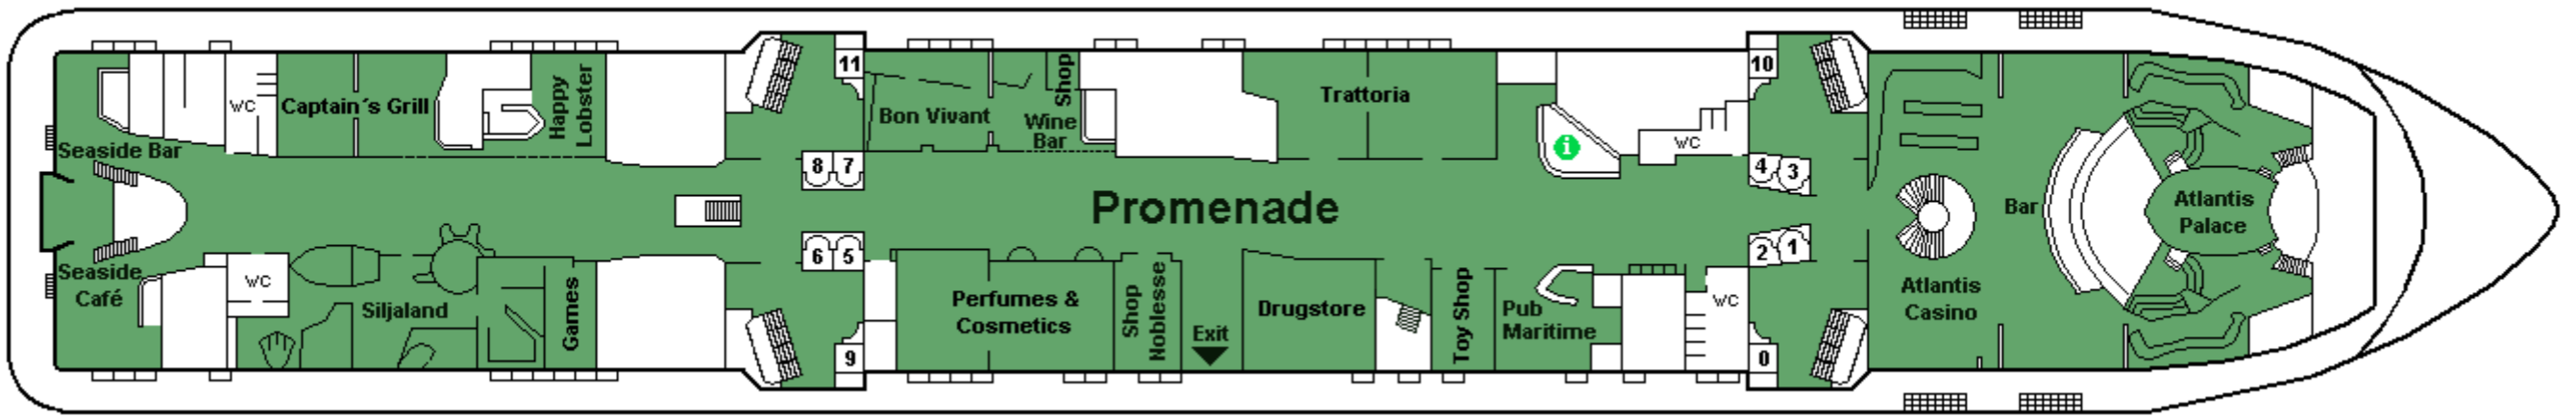 11
10
WC
Captain´s Grill
Happy
Lobster
Bon Vivant
Shop
Wine
Bar
Trattoria
i
WC
Seaside Bar
8 7
4 3
Promenade
Bar
Atlantis
Palace
6 5
2 1
Seaside
Café
WC
Siljaland
Games
Perfumes &
Cosmetics
Shop
Noblesse
Exit
Drugstore
Toy Shop
Pub
Maritime
WC
Atlantis
Casino
9
0